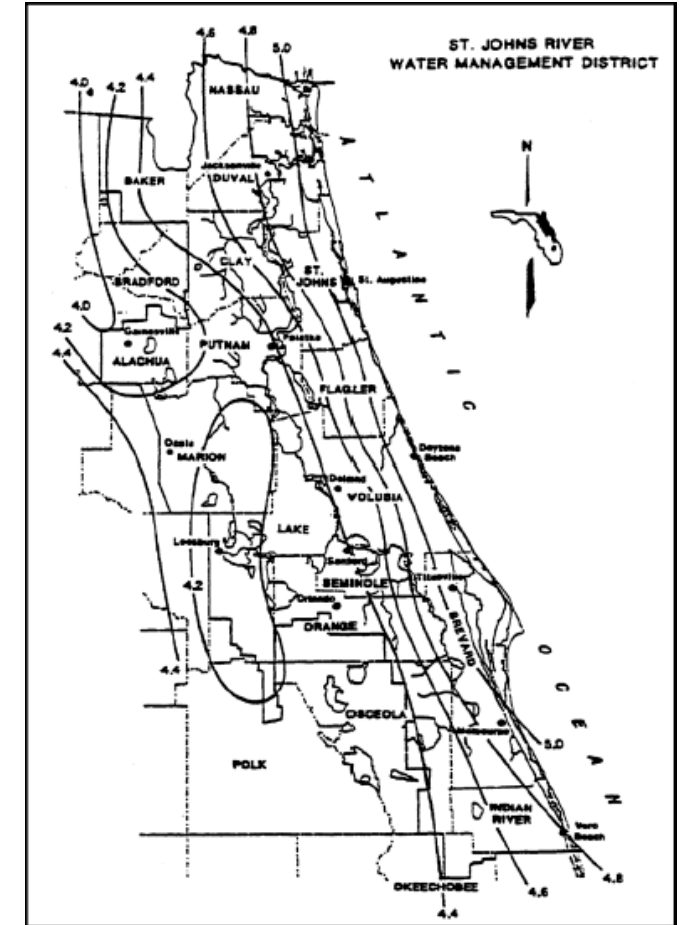 ST. JOHNS RIVER
WATER MANAGEMENT DISTRICT
4.6
4.8
5.0
4.0
4.2
4.4
NASSAU
N
Jacksonville
DUVAL
BAKER
ATLANTIC
CLAY
ST.
JOHNS
St. Augustine
BRADFORD
4.0
4.2
4.4
Gainesville
ALACHUA
PUTNAM
Palatka
FLAGLER
Ocala
MARION
Daytona
Beach
Deland
VOLUSIA
LAKE
Leesburg
Sanford
SEMINOLE
Titusville
4.2
Orlando
ORANGE
BREVARD
OCEAN
4.4
OSCEOLA
Melbourne
5.0
POLK
INDIAN
RIVER
Vero
Beach
4.8
OKEECHOBEE
4.6
4.4